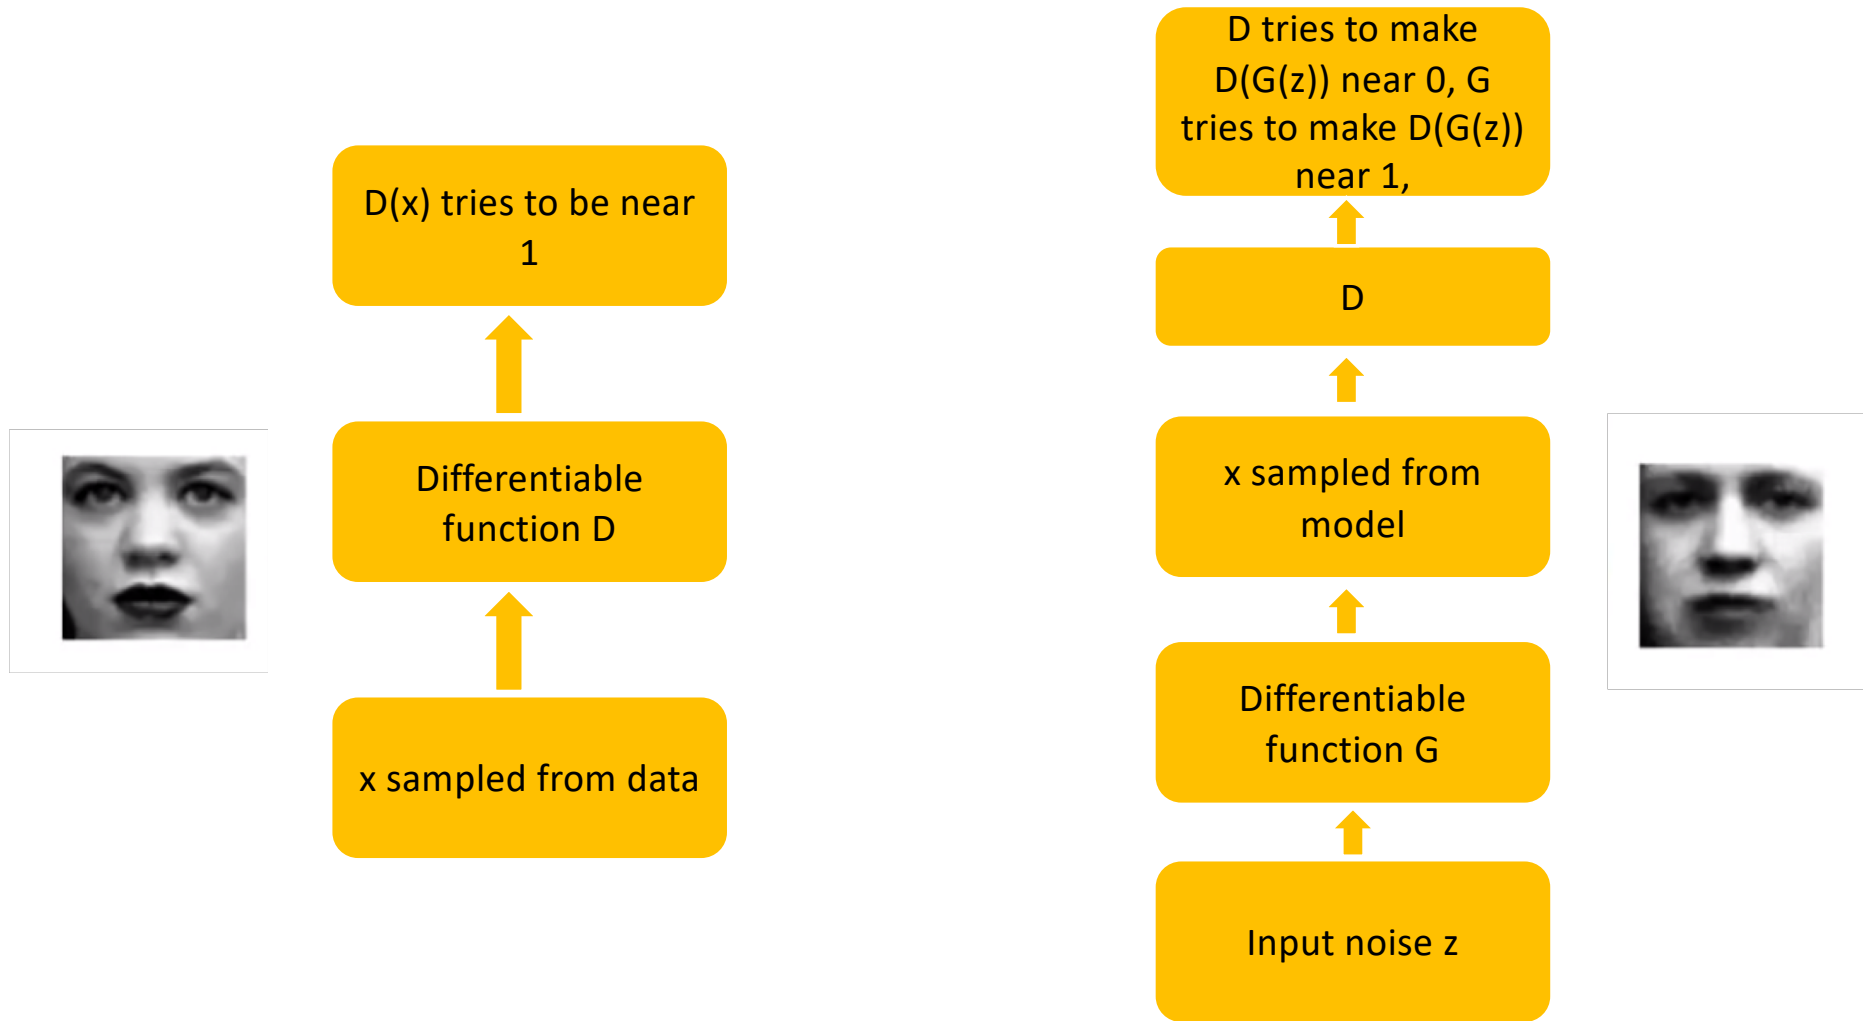 D(x) tries to be near
1
Differentiable
function D
x sampled from data
D tries to make
D(G(z)) near 0, G
tries to make D(G(z))
near 1,
D
x sampled from
model
Differentiable
function G
Input noise z